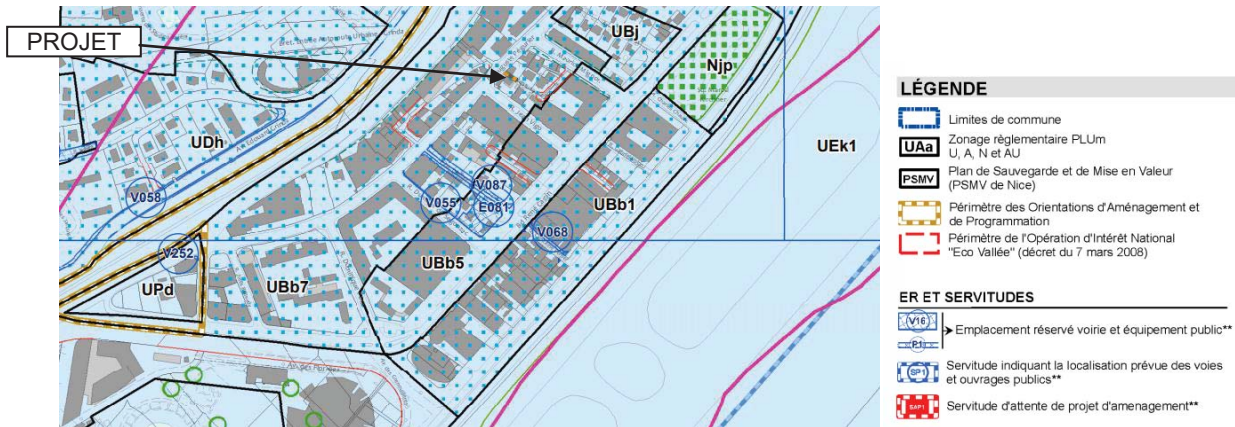 PROJET
UBj
Njp
UDh
UEk1
V058
V087
V055
E081
UBb1
V068
V252
UBb5
UPd
UBb7
LÉGENDE
Limites de commune
UAa
Zonage règlementaire PLUm
U, A, N et AU
PSMV
Plan de Sauvegarde et de Mise en Valeur
(PSMV de Nice)
Périmètre des Orientations d'Aménagement et
de Programmation
Périmètre de l'Opération d'Intérêt National
"Eco Vallée" (décret du 7 mars 2008)
ER ET SERVITUDES
V16
P1
Emplacement réservé voirie et équipement public**
SP1
Servitude indiquant la localisation prévue des voies
et ouvrages publics**
SAP1
Servitude d'attente de projet d'amenagement**